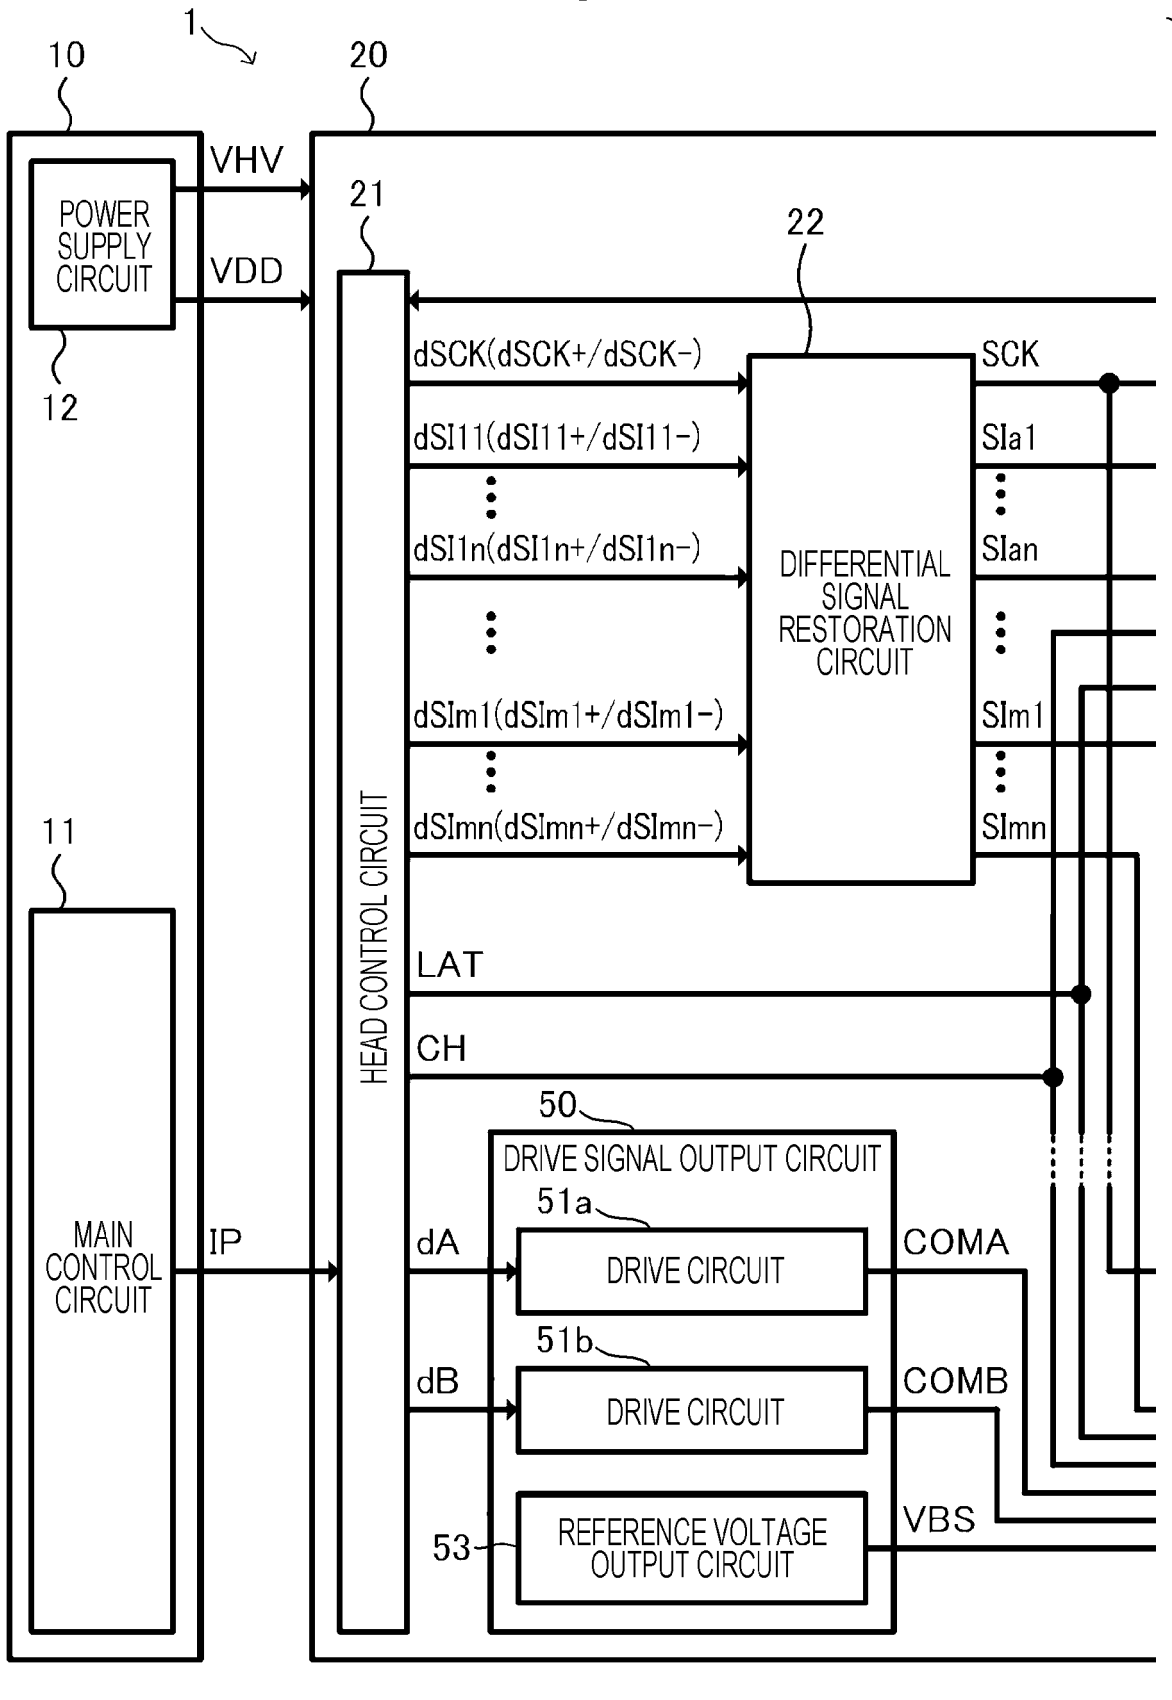 1
10
20
VHV
21
POWER
SUPPLY
CIRCUIT
22
VDD
12
dSCK(dSCK+/dSCK-)
SCK
dSI11(dSI11+/dSI11-)
SIa1
dSI1n(dSI1n+/dSI1n-)
SIan
DIFFERENTIAL
SIGNAL
RESTORATION
CIRCUIT
dSIm1(dSIm1+/dSIm1-)
SIm1
dSImn(dSImn+/dSImn-)
SImn
11
HEAD CONTROL CIRCUIT
LAT
CH
50
DRIVE SIGNAL OUTPUT CIRCUIT
51a
MAIN
CONTROL
CIRCUIT
IP
dA
DRIVE CIRCUIT
COMA
51b
dB
DRIVE CIRCUIT
COMB
53
REFERENCE VOLTAGE
OUTPUT CIRCUIT
VBS